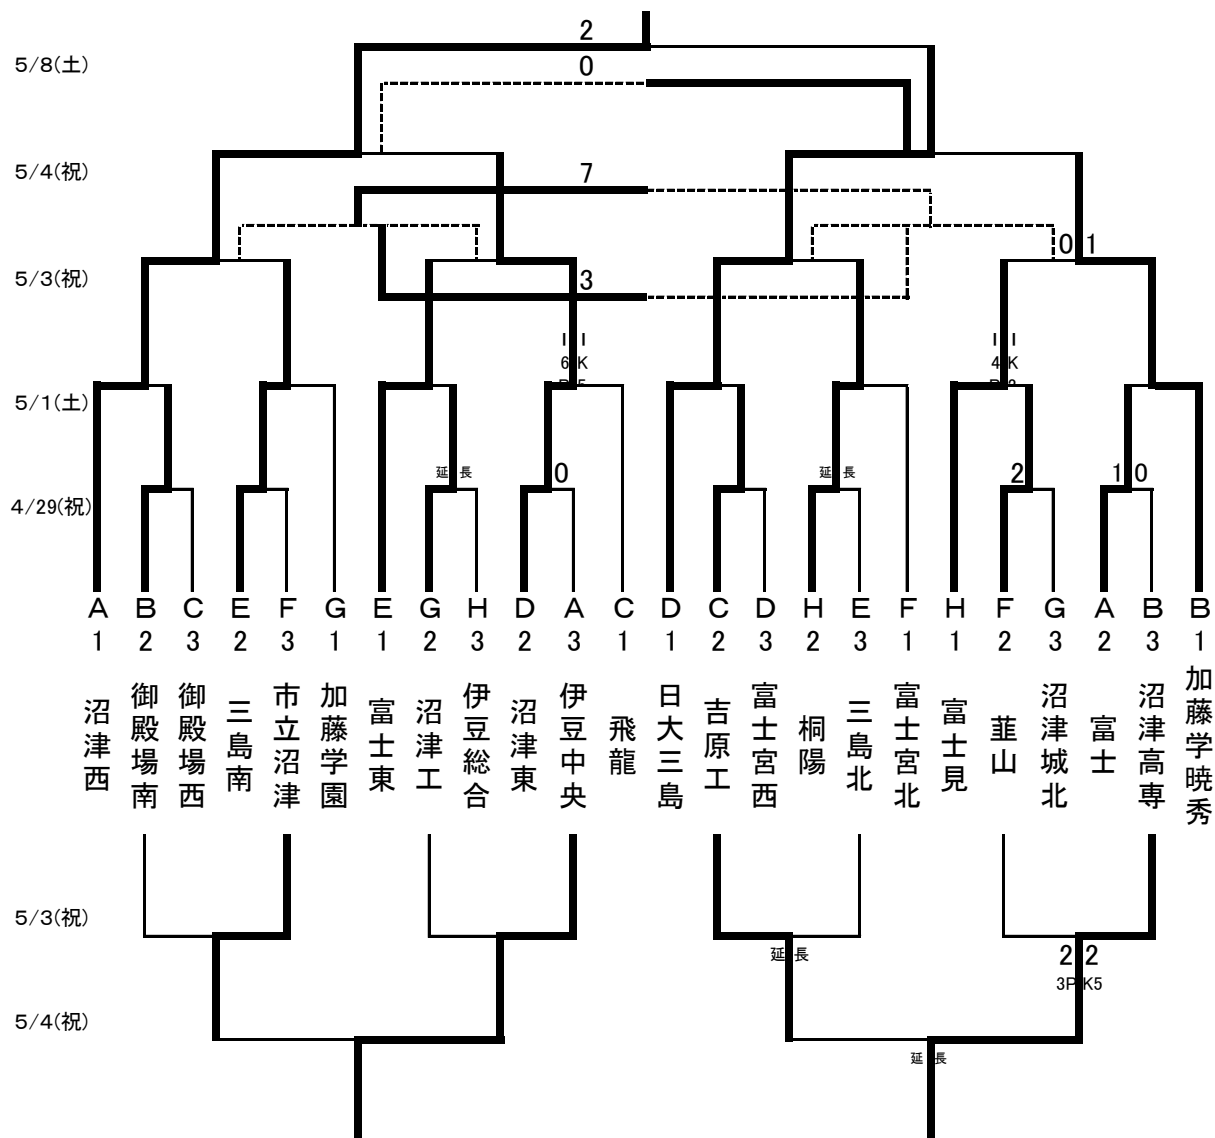 2
5/8(土)
0
5/4(祝)
7
0 1
5/3(祝)
3
6 K
4 K
5/1(土)
延 長
0
延 長
2
1 0
4/29(祝)
A B C E F G E G H D A C D C D H E F H F G A B B
1 2 3 2 3 1 1 2 3 2 3 1 1 2 3 2 3 1 1 2 3 2 3 1
沼津西
御殿場南
御殿場西
三島南
市立沼津
加藤学園
富士東
沼津工
伊豆総合
沼津東
伊豆中央
飛龍
日大三島
吉原工
富士宮西
桐陽
三島北
富士宮北
富士見
韮山
沼津城北
富士
沼津高専
加藤学暁秀
5/3(祝)
延 長
2 2
3PK5
5/4(祝)
延 長